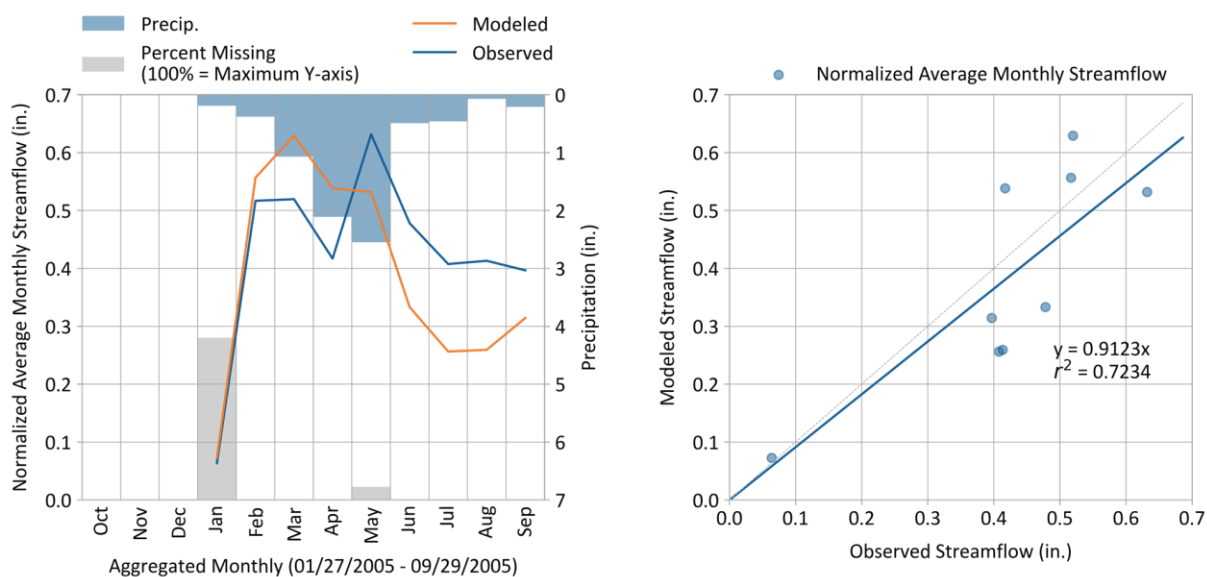 Precip.
Percent Missing
(100% = Maximum Y-axis)
Modeled
Observed
Normalized Average Monthly Streamflow (in.)
0.7
0.6
0.5
0.4
0.3
0.2
0.1
0.0
0
1
2
3
4
5
6
7
Precipitation (in.)
Oct
Nov
Dec
Jan
Feb
Mar
Apr
May
Jun
Jul
Aug
Sep
Aggregated Monthly (01/27/2005 - 09/29/2005)
Normalized Average Monthly Streamflow
Modeled Streamflow (in.)
0.7
0.6
0.5
0.4
0.3
0.2
0.1
0.0
y = 0.9123x
r² = 0.7234
0.0 0.1 0.2 0.3 0.4 0.5 0.6 0.7
Observed Streamflow (in.)